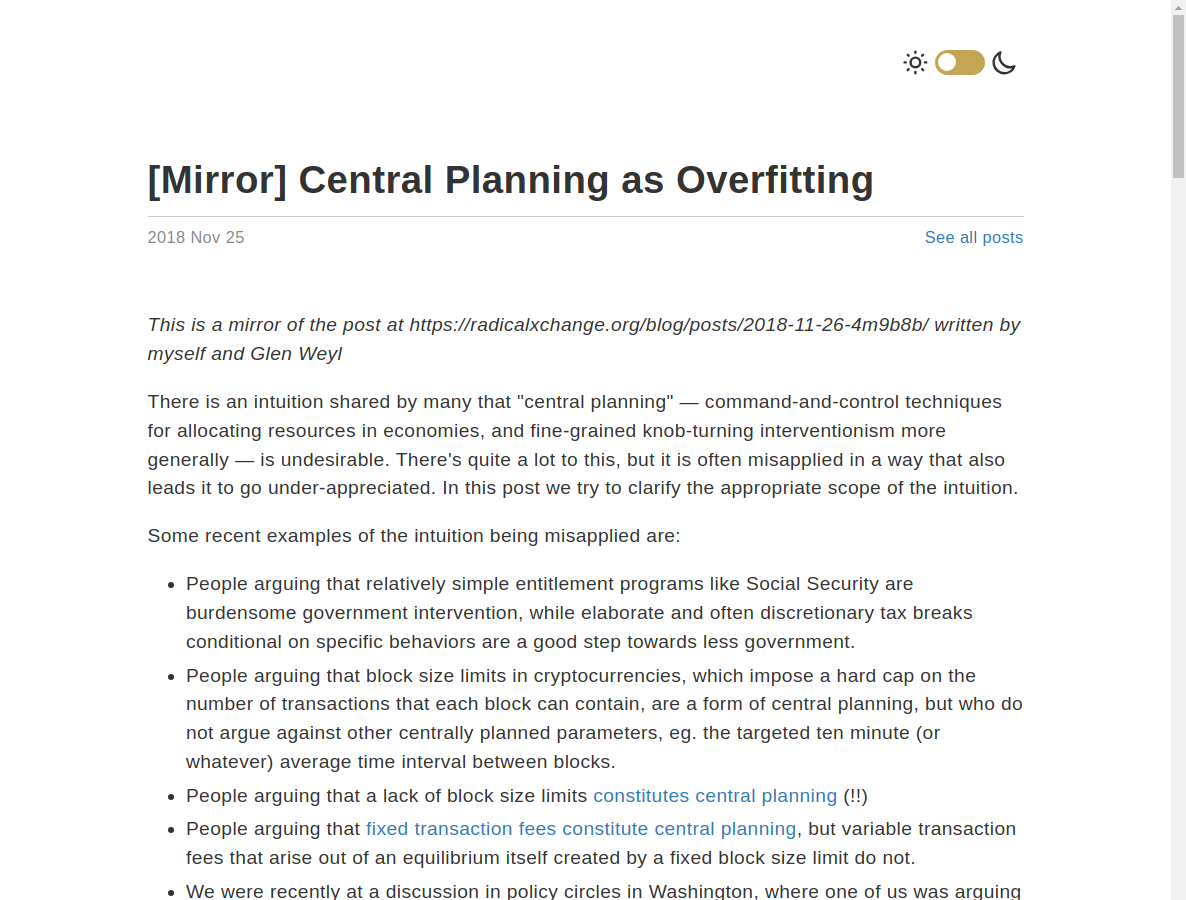 [Mirror] Central Planning as Overfitting
2018 Nov 25
See all posts
This is a mirror of the post at https://radicalxchange.org/blog/posts/2018-11-26-4m9b8b/ written by
myself and Glen Weyl
There is an intuition shared by many that "central planning" — command-and-control techniques
for allocating resources in economies, and fine-grained knob-turning interventionism more
generally — is undesirable. There's quite a lot to this, but it is often misapplied in a way that also
leads it to go under-appreciated. In this post we try to clarify the appropriate scope of the intuition.
Some recent examples of the intuition being misapplied are:
• People arguing that relatively simple entitlement programs like Social Security are
burdensome government intervention, while elaborate and often discretionary tax breaks
conditional on specific behaviors are a good step towards less government.
• People arguing that block size limits in cryptocurrencies, which impose a hard cap on the
number of transactions that each block can contain, are a form of central planning, but who do
not argue against other centrally planned parameters, eg. the targeted ten minute (or
whatever) average time interval between blocks.
• People arguing that a lack of block size limits constitutes central planning (!!)
• People arguing that fixed transaction fees constitute central planning, but variable transaction
fees that arise out of an equilibrium itself created by a fixed block size limit do not.
• We were recently at a discussion in policy circles in Washington, where one of us was arguing